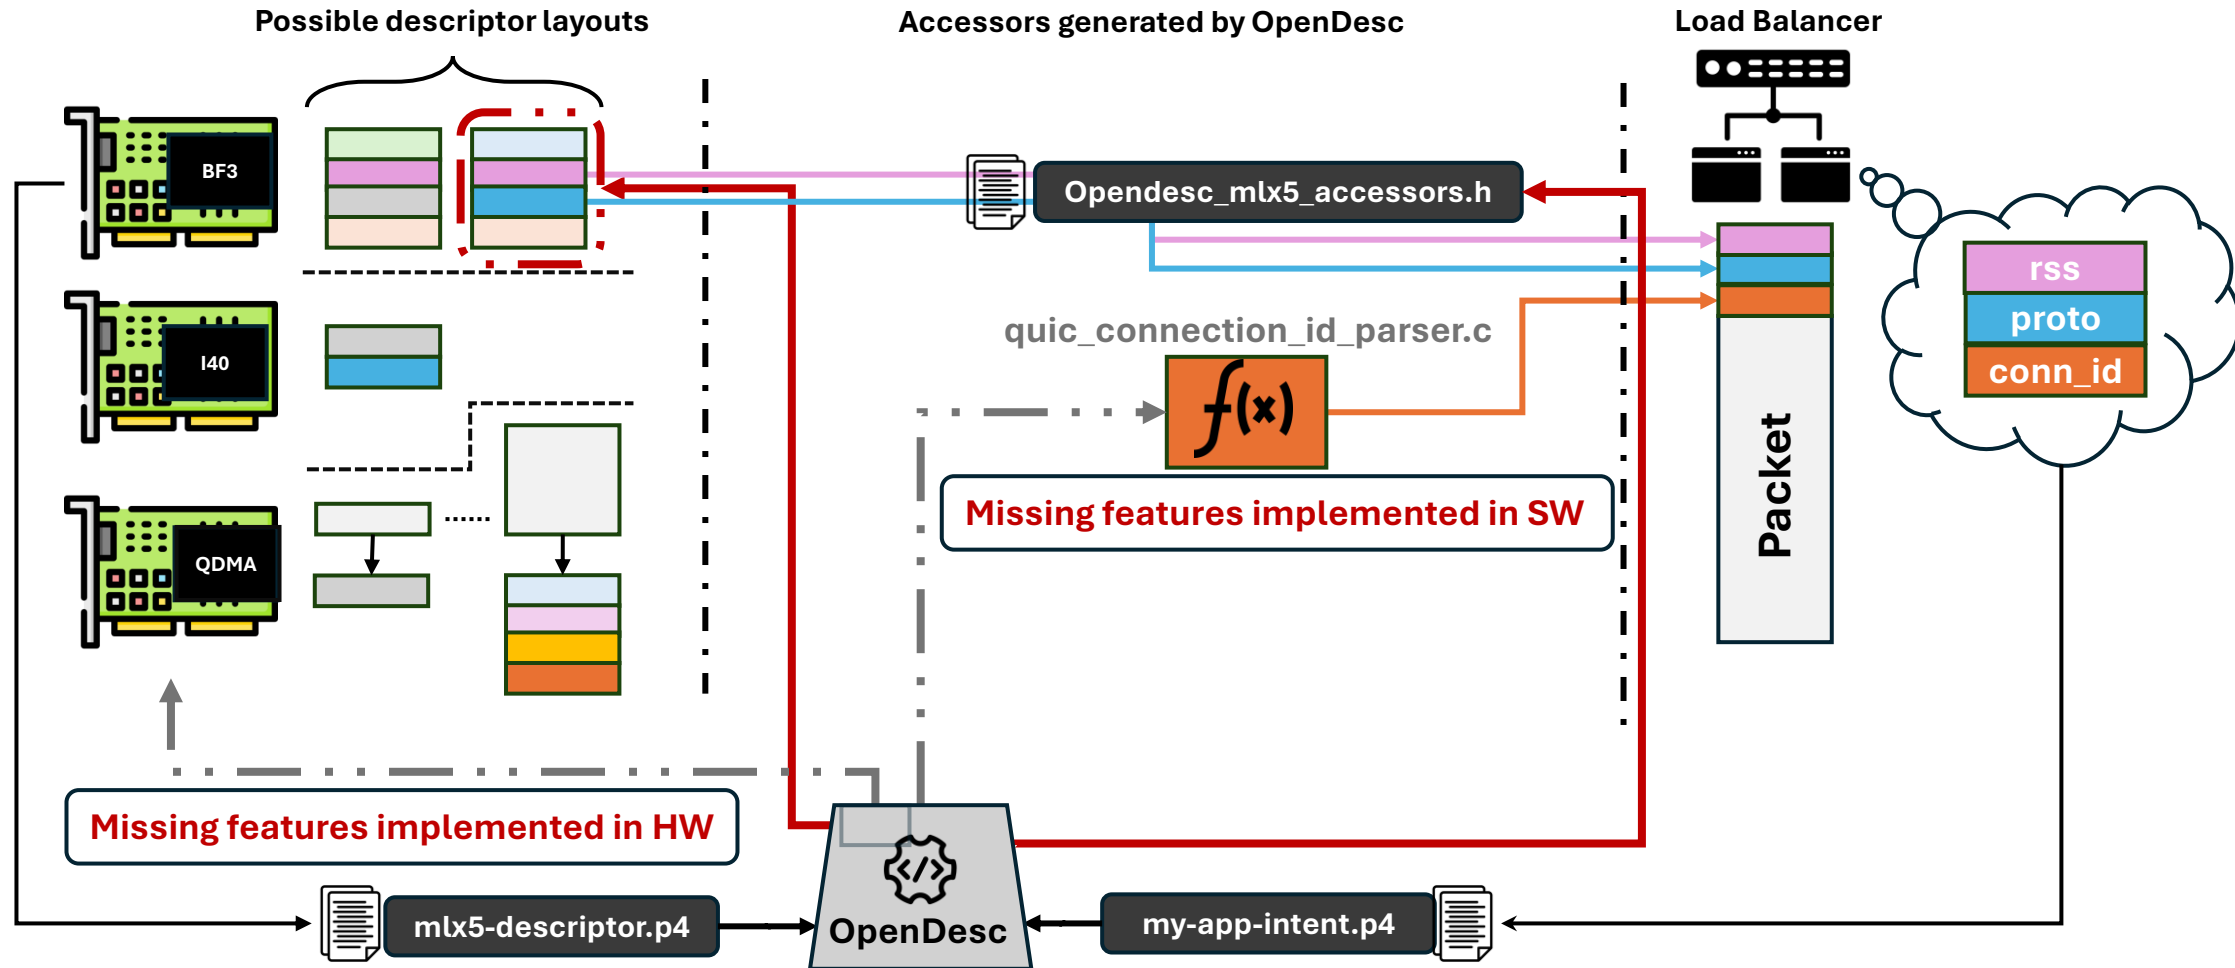 Possible descriptor layouts
Accessors generated by OpenDesc
Load Balancer
BF3
Opendesc_mlx5_accessors.h
rss
proto
conn_id
quic_connection_id_parser.c
I40
f(x)
Packet
Missing features implemented in SW
QDMA
Missing features implemented in HW
</>
OpenDesc
mlx5-descriptor.p4
my-app-intent.p4